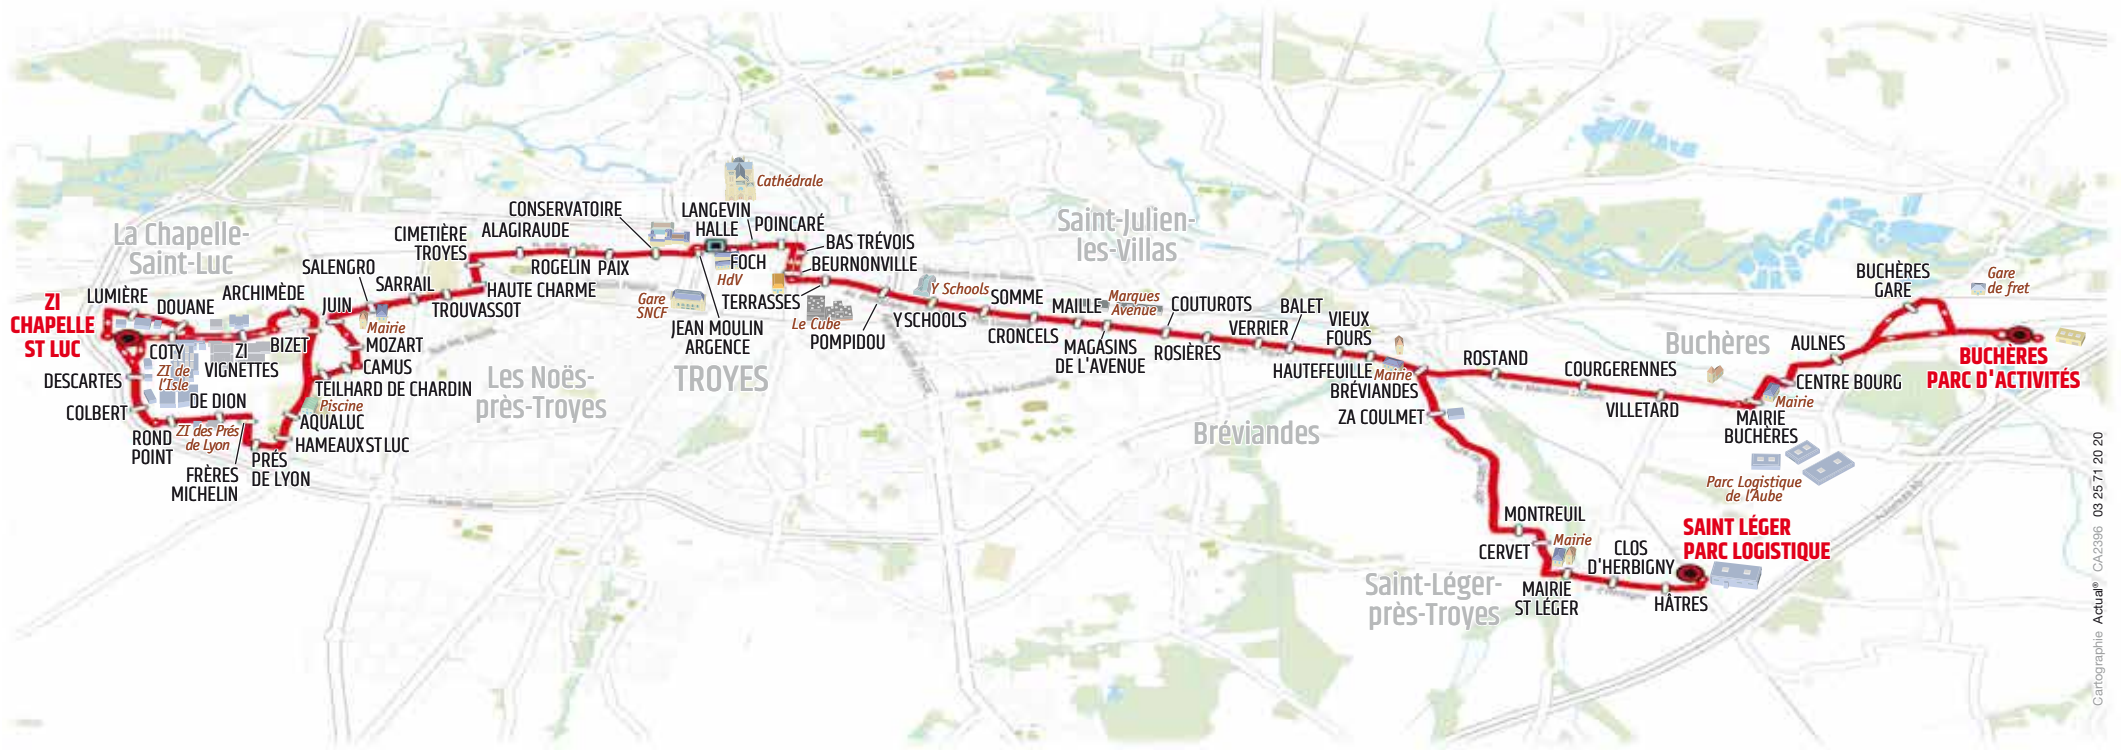 Cathédrale
CONSERVATOIRE
ALAGIRAUDE
CIMETIÈRE
TROYES
LANGEVIN
HALLE
POINCARÉ
BAS TRÉVOIS
BEURNONVILLE
FOCH
HdV
ROGELIN
PAIX
Saint-Julien-
les-Villas
La Chapelle-
Saint-Luc
SALENGRO
SARRAIL
HAUTE CHARME
TROUVASSOT
ARCHIMÈDE
JUIN
LUMIÈRE
DOUANE
ZI
CHAPELLE
ST LUC
COTY
ZI
VIGNETTES
BIZET
Mairie
MOZART
CAMUS
TEILHARD DE CHARDIN
ZI de
l'Isle
DESCARTES
COLBERT
DE DION
ROND
POINT
ZI des Prés
de Lyon
FRÈRES
MICHELIN
PRÉS
DE LYON
Piscine
AQUALUC
HAMEAUX ST LUC
Les Noës-
près-Troyes
Gare
SNCF
JEAN MOULIN
ARGENCE
TROYES
TERRASSES
Le Cube
POMPIDOU
Y Schools
Y SCHOOLS
SOMME
CRONCELS
MAILLE
Marques
Avenue
MAGASINS
DE L'AVENUE
COUTUROTS
ROSIÈRES
VERRIER
BALET
VIEUX
FOURS
HAUTEFEUILLE
Mairie
BRÉVIANDES
ZA COULMET
Bréviandes
ROSTAND
COURGERENNES
VILLETARD
Buchères
MAIRIE
BUCHÈRES
Mairie
CENTRE BOURG
AULNES
BUCHÈRES
GARE
Gare
de fret
BUCHÈRES
PARC D'ACTIVITÉS
Parc Logistique
de l'Aube
MONTREUIL
CERVET
Mairie
MAIRIE
ST LÉGER
CLOS
D'HERBIGNY
HÂTRES
SAINT LÉGER
PARC LOGISTIQUE
Saint-Léger-
près-Troyes
Cartographie Actual® CA2396 03 25 71 20 20